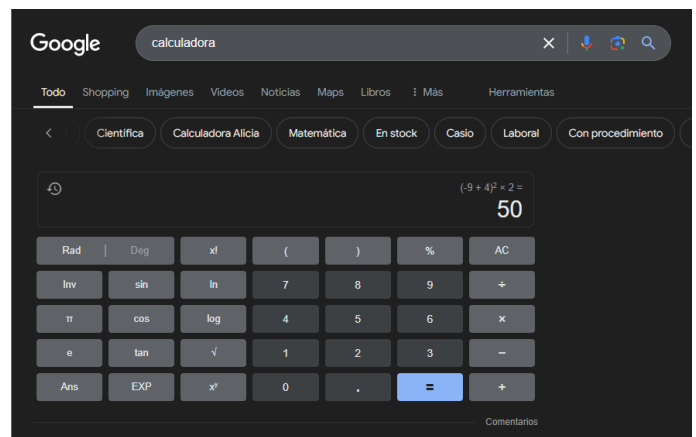 Google calculadora
Todo Shopping Imágenes Videos Noticias Maps Libros ⋮ Más Herramientas
Científica Calculadora Alicia Matemática En stock Casio Laboral Con procedimiento
(-9 + 4)² × 2 =
50
Rad | Deg x! ( ) % AC
Inv sin ln 7 8 9 ÷
π cos log 4 5 6 ×
e tan √ 1 2 3 −
Ans EXP xʸ 0 . = +
Comentarios